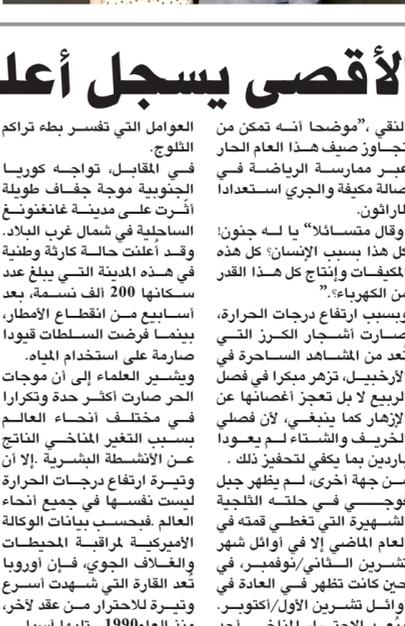 الأقصى يسجل أعلا
النقي ،”موضحا أنه تمكن من
تجاوز صيف هذا العام الحار
عبر ممارسة الرياضة في
صالة مكيفة والجري استعدادا
للماراثون.
وقال متسائلا“ يا له جنون!
كل هذا بسبب الإنسان؟ كل هذه
المكيفات وإنتاج كل هذا القدر
من الكهرباء؟.”
وبسبب ارتفاع درجات الحرارة،
صارت أشجار الكرز التي
تُعد من المشاهد الساحرة في
الأرخبيل، تزهر مبكرا في فصل
الربيع لا بل تعجز أغصانها عن
الإزهار كما ينبغي، لأن فصلي
الخريف والشتاء لم يعودا
باردين بما يكفي لتحفيز ذلك .
من جهة أخرى، لم يظهر جبل
فوجي في حلته الثلجية
الشهيرة التي تغطي قمته في
العام الماضي إلا في أوائل شهر
تشرين الثاني/نوفمبر، في
حين كانت تظهر في العادة في
أوائل تشرين الأول/أكتوبر.
العوامل التي تفسر بطء تراكم
الثلوج.
في المقابل، تواجه كوريا
الجنوبية موجة جفاف طويلة
أثّرت على مدينة غانغنونغ
الساحلية في شمال غرب البلاد.
وقد أُعلنت حالة كارثة وطنية
في هذه المدينة التي يبلغ عدد
سكانها 200 ألف نسمة، بعد
أسابيع من انقطاع الأمطار،
بينما فرضت السلطات قيودا
صارمة على استخدام المياه.
ويشير العلماء إلى أن موجات
الحر صارت أكثر حدة وتكرارا
في مختلف أنحاء العالم
بسبب التغير المناخي الناتج
عن الأنشطة البشرية .إلا أن
وتيرة ارتفاع درجات الحرارة
ليست نفسها في جميع أنحاء
العالم .فبحسب بيانات الوكالة
الأميركية لمراقبة المحيطات
والغلاف الجوي، فإن أوروبا
تُعد القارة التي شهدت أسرع
وتيرة للاحترار من عقد لآخر،